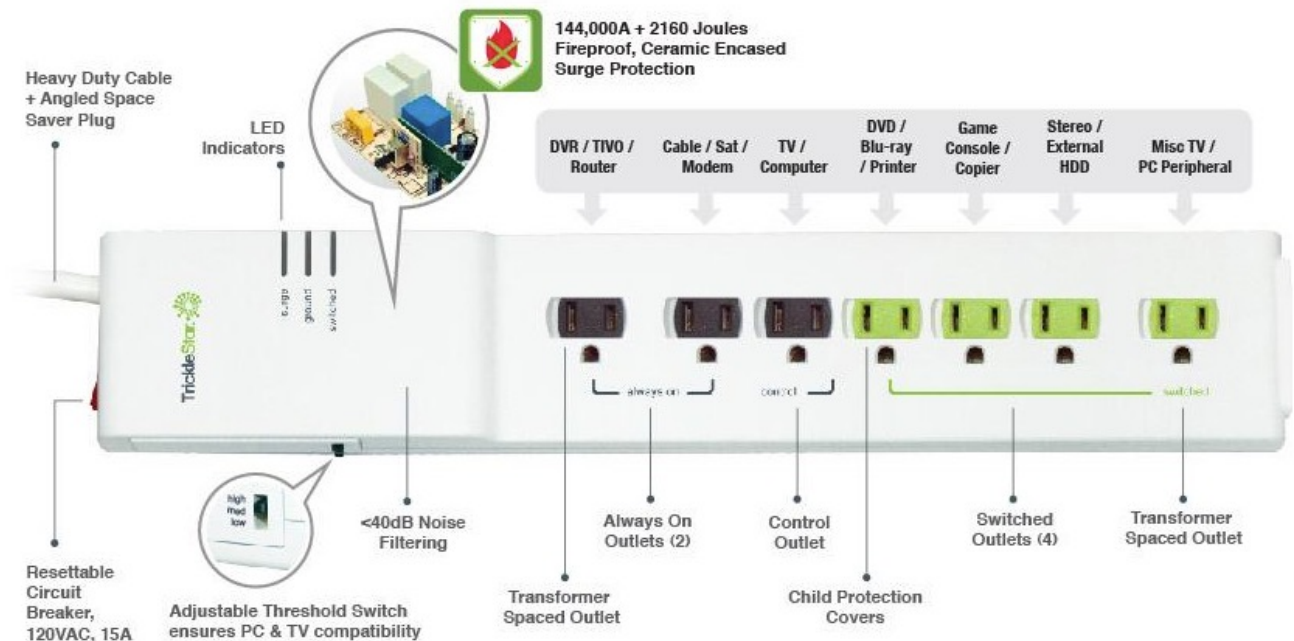 144,000A + 2160 Joules
Fireproof, Ceramic Encased
Surge Protection
Heavy Duty Cable
+ Angled Space
Saver Plug
LED
Indicators
DVR / TIVO /
Router
Cable / Sat /
Modem
TV /
Computer
DVD /
Blu-ray
/ Printer
Game
Console /
Copier
Stereo /
External
HDD
Misc TV /
PC Peripheral
surge
ground
switched
TrickleStar
always on
control
switched
high
med
low
<40dB Noise
Filtering
Always On
Outlets (2)
Control
Outlet
Switched
Outlets (4)
Transformer
Spaced Outlet
Resettable
Circuit
Breaker,
120VAC, 15A
Adjustable Threshold Switch
ensures PC & TV compatibility
Transformer
Spaced Outlet
Child Protection
Covers